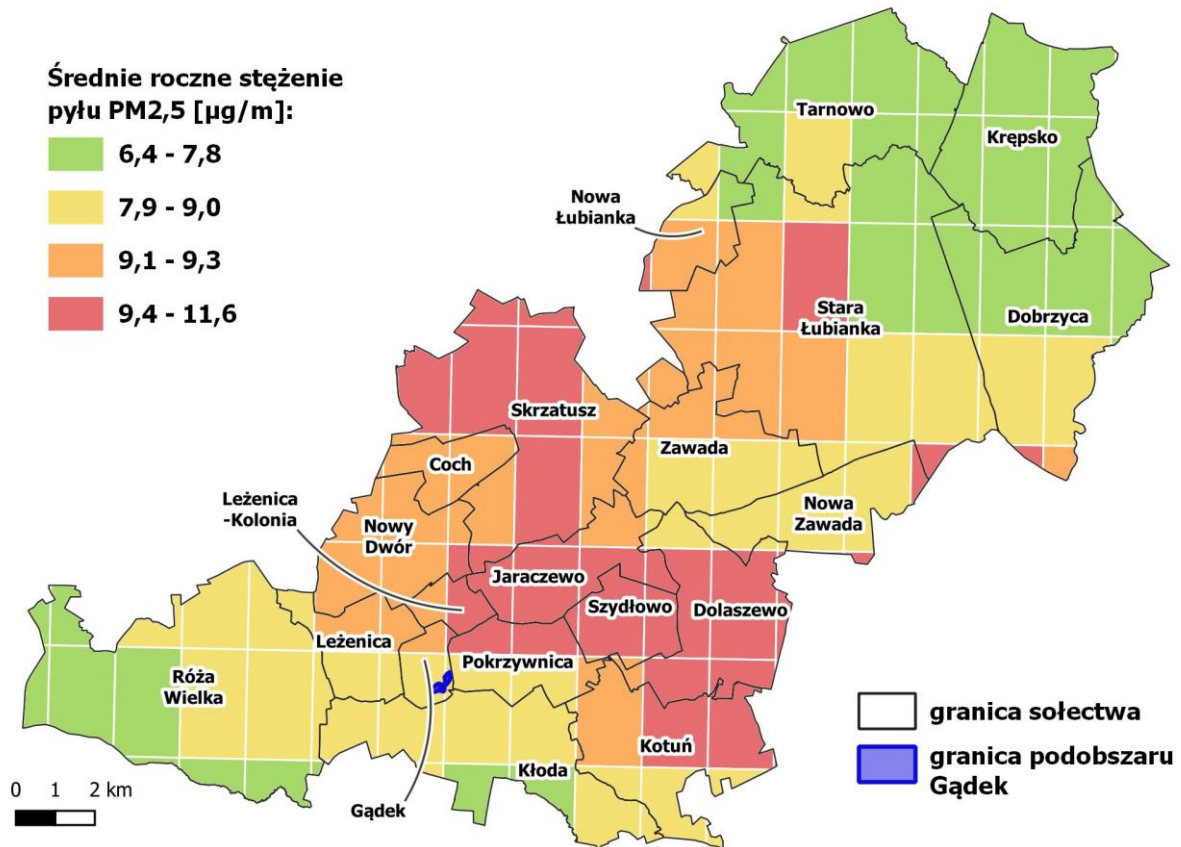 Średnie roczne stężenie
pyłu PM2,5 [µg/m]:
6,4 - 7,8
7,9 - 9,0
9,1 - 9,3
9,4 - 11,6
Tarnowo
Krępsko
Nowa
Łubianka
Stara
Łubianka
Dobrzyca
Skrzatusz
Zawada
Coch
Leżenica
-Kolonia
Nowy
Dwór
Nowa
Zawada
Jaraczewo
Szydłowo
Dolaszewo
Leżenica
Pokrzywnica
Róża
Wielka
Kotuń
Kłoda
Gądek
granica sołectwa
granica podobszaru
Gądek
0 1 2 km